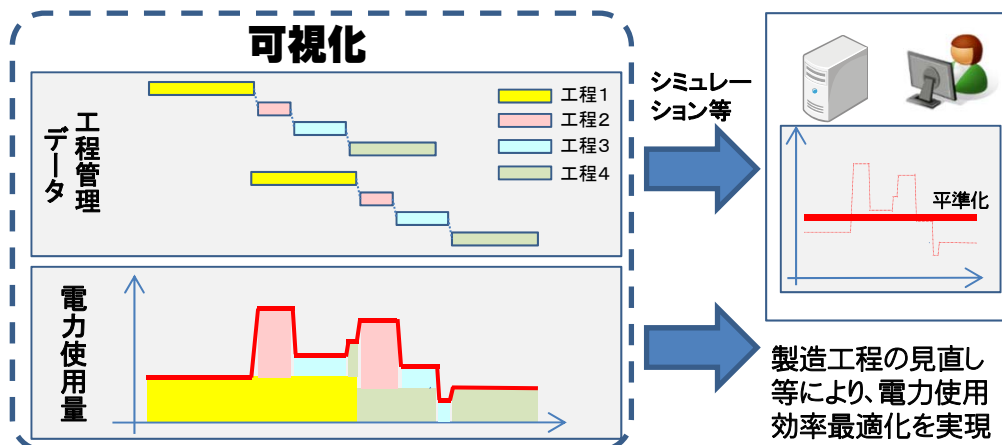 可視化
工程管理
データ
工程1
工程2
工程3
工程4
電力使用量
シミュレー
ション等
平準化
製造工程の見直し
等により、電力使用
効率最適化を実現